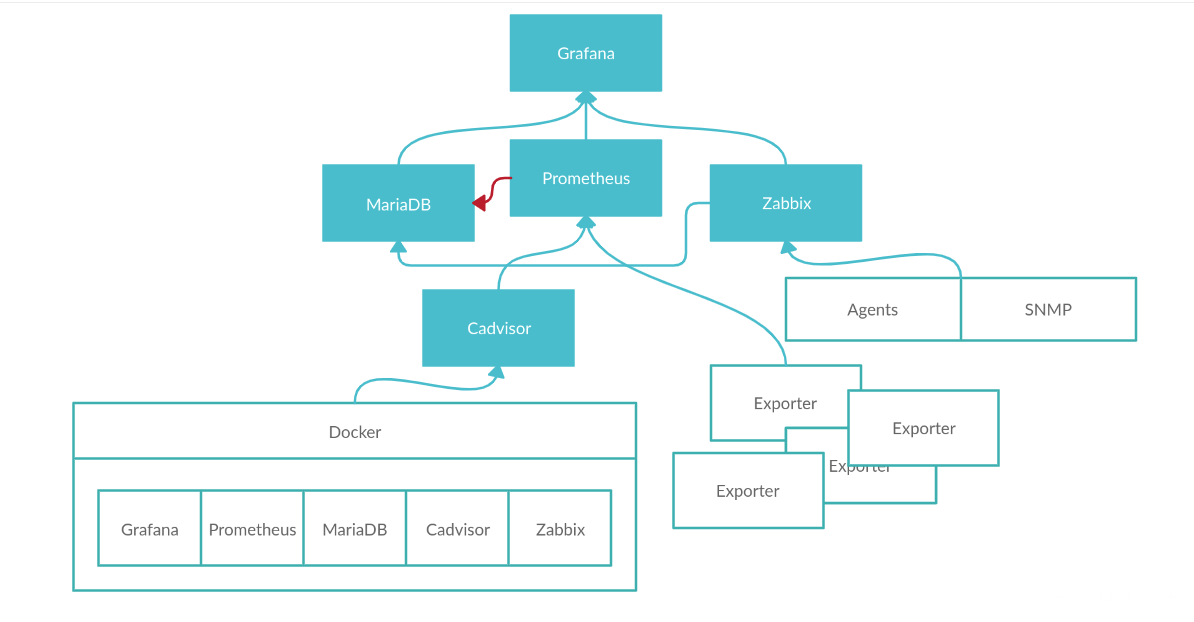 Grafana
Prometheus
MariaDB
Zabbix
Agents
SNMP
Cadvisor
Exporter
Exporter
Docker
Exporter
Exporter
Grafana
Prometheus
MariaDB
Cadvisor
Zabbix